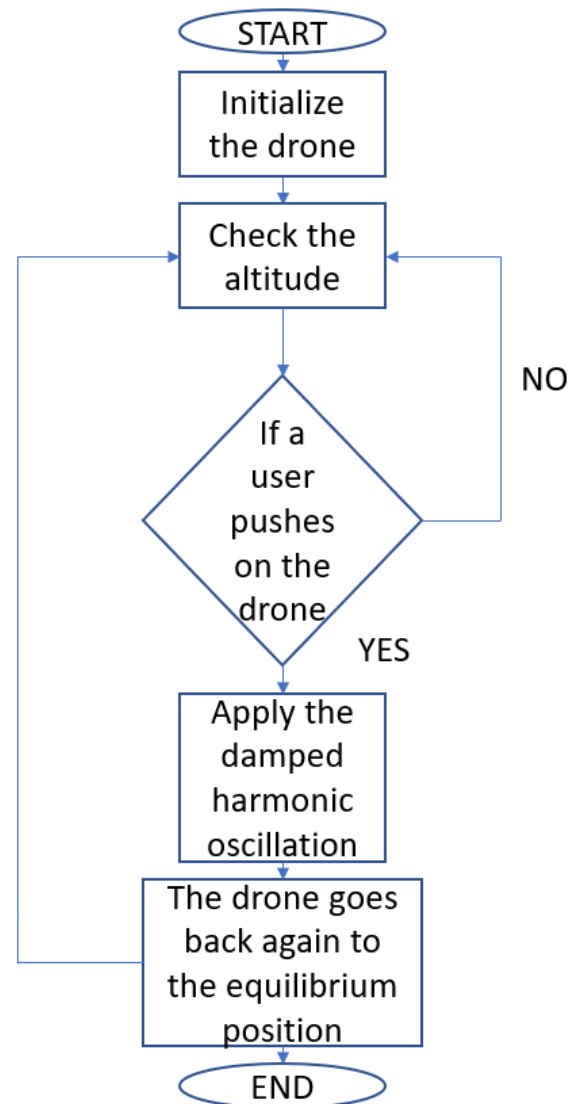 START
Initialize
the drone
Check the
altitude
NO
If a
user
pushes
on the
drone
YES
Apply the
damped
harmonic
oscillation
The drone goes
back again to
the equilibrium
position
END